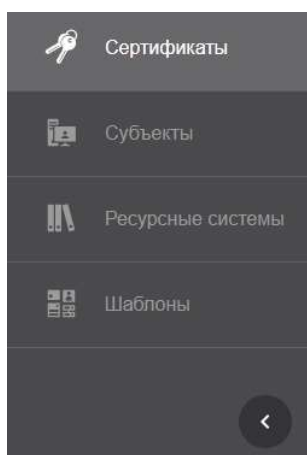 Сертификаты
Субъекты
Ресурсные системы
Шаблоны